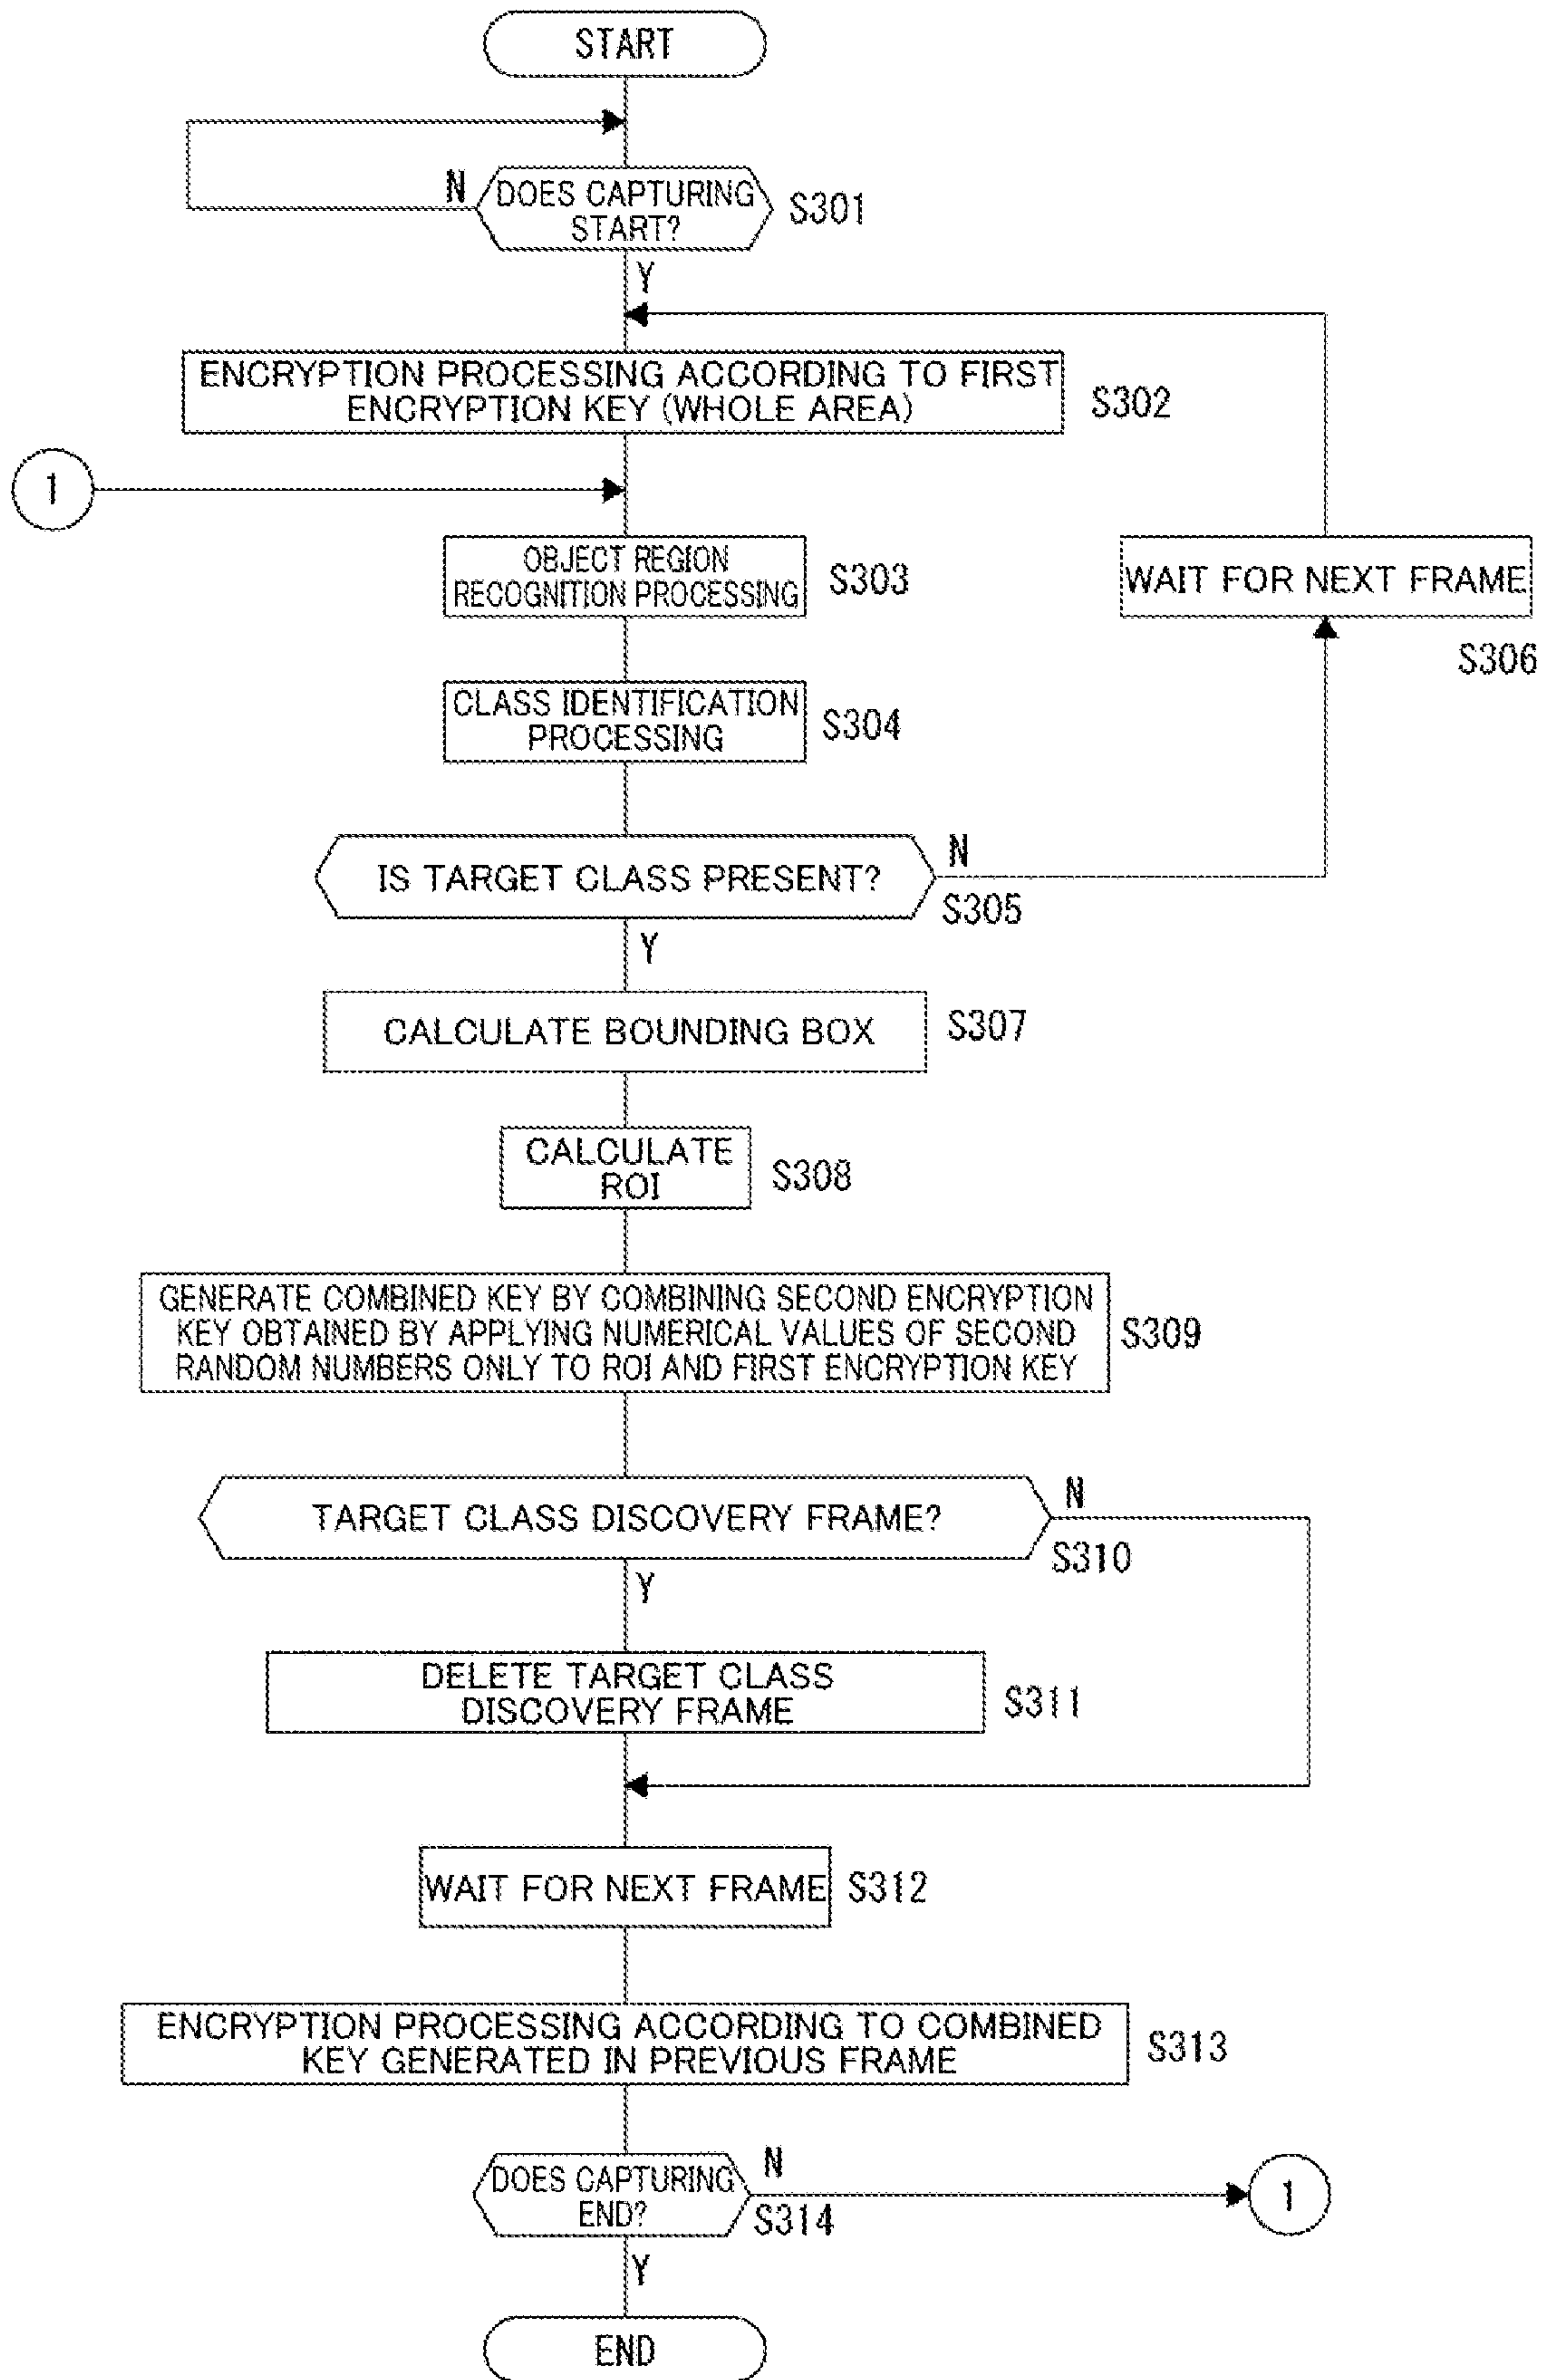 START
N
DOES CAPTURING
START?
S301
Y
ENCRYPTION PROCESSING ACCORDING TO FIRST
ENCRYPTION KEY (WHOLE AREA)
S302
1
OBJECT REGION
RECOGNITION PROCESSING
S303
WAIT FOR NEXT FRAME
S306
CLASS IDENTIFICATION
PROCESSING
S304
IS TARGET CLASS PRESENT?
N
S305
Y
CALCULATE BOUNDING BOX
S307
CALCULATE
ROI
S308
GENERATE COMBINED KEY BY COMBINING SECOND ENCRYPTION
KEY OBTAINED BY APPLYING NUMERICAL VALUES OF SECOND
RANDOM NUMBERS ONLY TO ROI AND FIRST ENCRYPTION KEY
S309
TARGET CLASS DISCOVERY FRAME?
N
S310
Y
DELETE TARGET CLASS
DISCOVERY FRAME
S311
WAIT FOR NEXT FRAME
S312
ENCRYPTION PROCESSING ACCORDING TO COMBINED
KEY GENERATED IN PREVIOUS FRAME
S313
DOES CAPTURING
END?
N
S314
1
Y
END